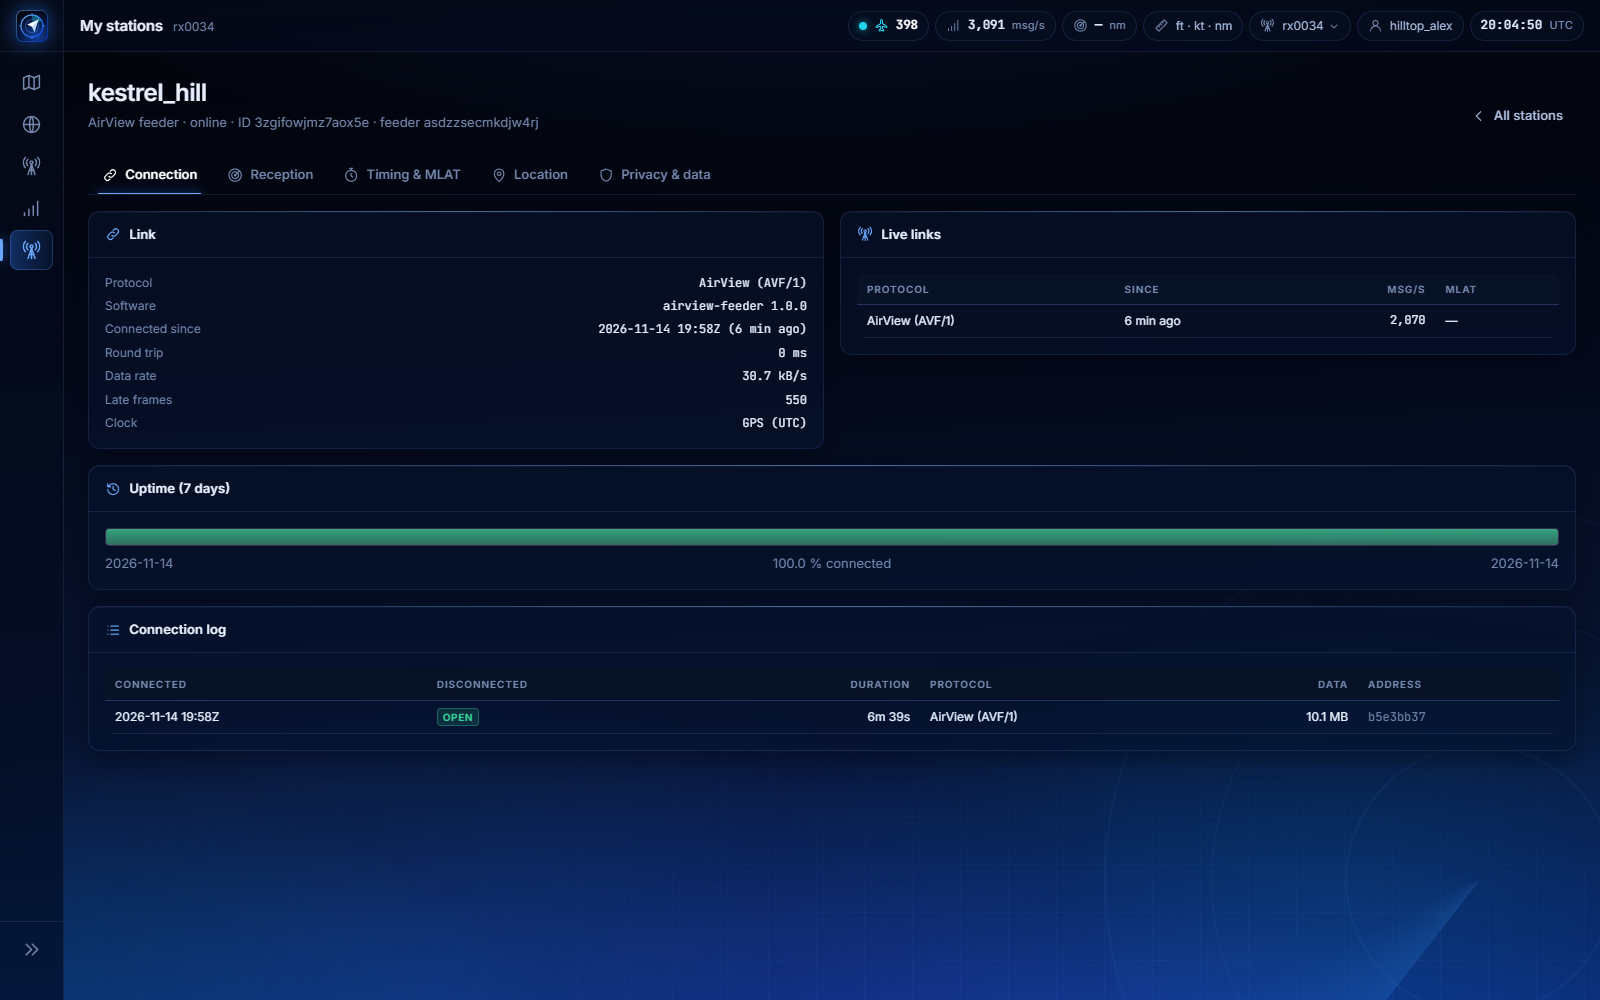 My stations rx0034
398
3,091 msg/s
— nm
ft · kt · nm
rx0034
hilltop_alex
20:04:50 UTC
kestrel_hill
AirView feeder · online · ID 3zgifowjmz7aox5e · feeder asdzzsecmkdjw4rj
All stations
Connection
Reception
Timing & MLAT
Location
Privacy & data
Link
Protocol AirView (AVF/1)
Software airview-feeder 1.0.0
Connected since 2026-11-14 19:58Z (6 min ago)
Round trip 0 ms
Data rate 30.7 kB/s
Late frames 550
Clock GPS (UTC)
Live links
PROTOCOL SINCE MSG/S MLAT
AirView (AVF/1) 6 min ago 2,070 —
Uptime (7 days)
2026-11-14 100.0 % connected 2026-11-14
Connection log
CONNECTED DISCONNECTED DURATION PROTOCOL DATA ADDRESS
2026-11-14 19:58Z OPEN 6m 39s AirView (AVF/1) 10.1 MB b5e3bb37